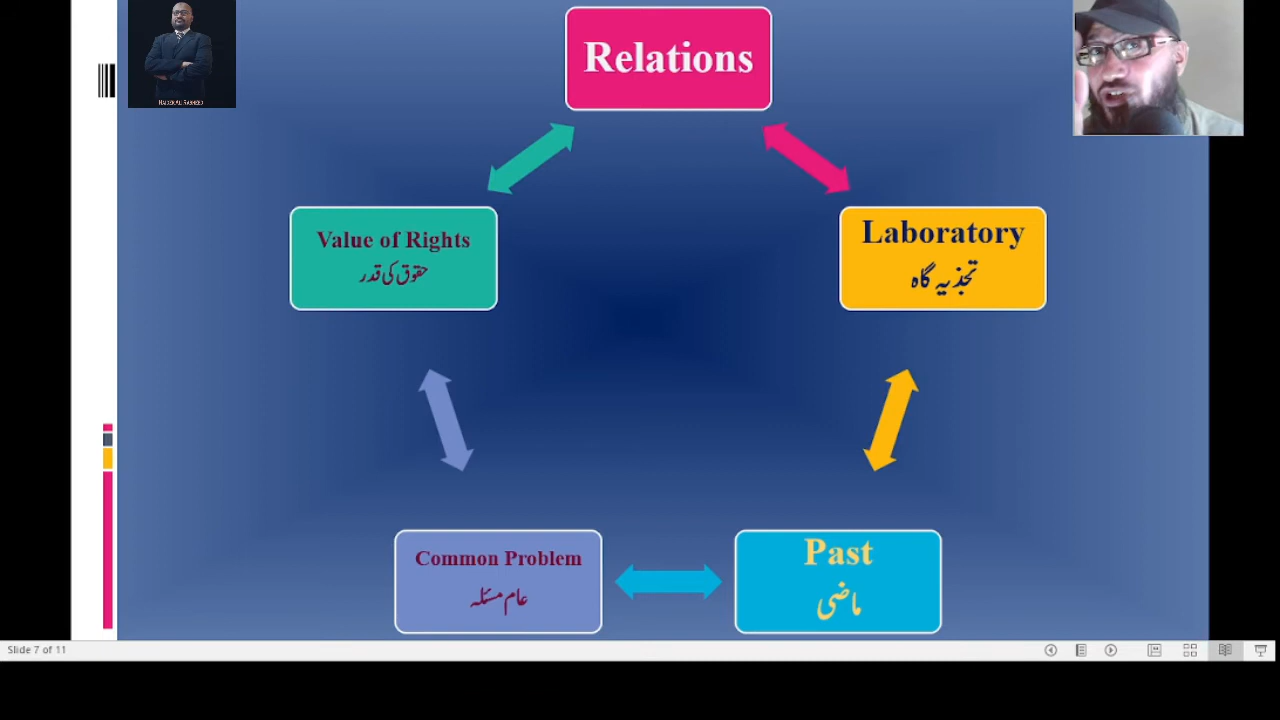 Relations
Value of Rights
حقوق کی قدر
Laboratory
تجذیہ گاہ
Common Problem
عام مسئلہ
Past
ماضی
Slide 7 of 11